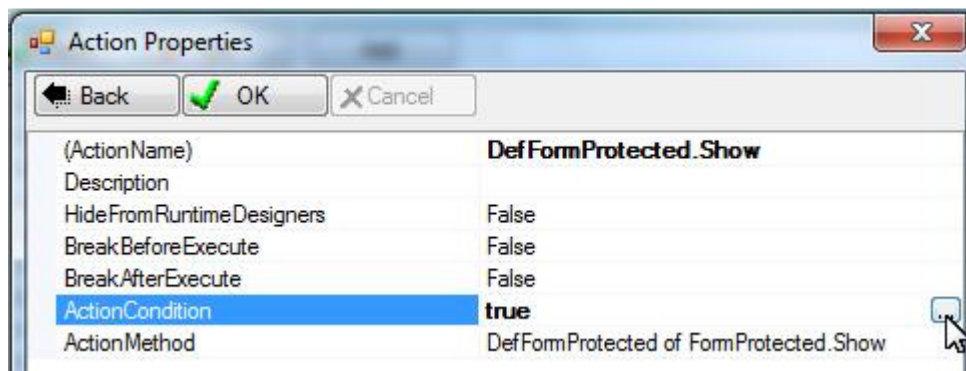 Action Properties
Back OK Cancel
(ActionName) DefFormProtected.Show
Description
HideFromRuntimeDesigners False
BreakBeforeExecute False
BreakAfterExecute False
ActionCondition true ...
ActionMethod DefFormProtected of FormProtected.Show